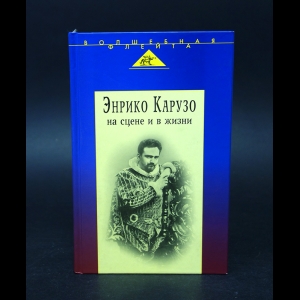 ВОЛШЕБНАЯ
ФЛЕЙТА
ЭНРИКО КАРУЗО
НА СЦЕНЕ И В ЖИЗНИ